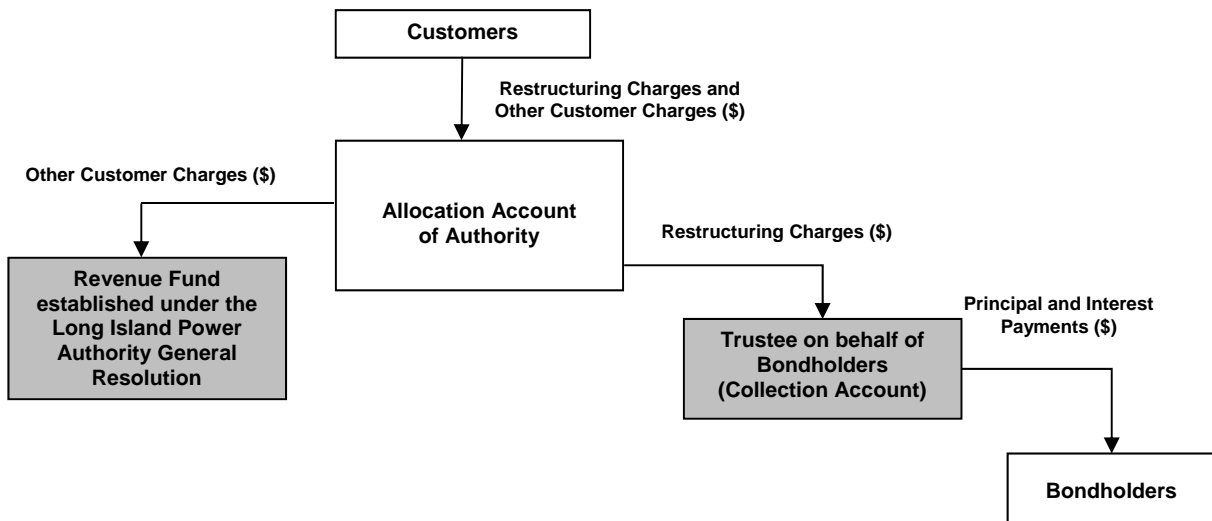 Customers
Restructuring Charges and
Other Customer Charges ($)
Other Customer Charges ($)
Allocation Account
of Authority
Restructuring Charges ($)
Revenue Fund
established under the
Long Island Power
Authority General
Resolution
Principal and Interest
Payments ($)
Trustee on behalf of
Bondholders
(Collection Account)
Bondholders